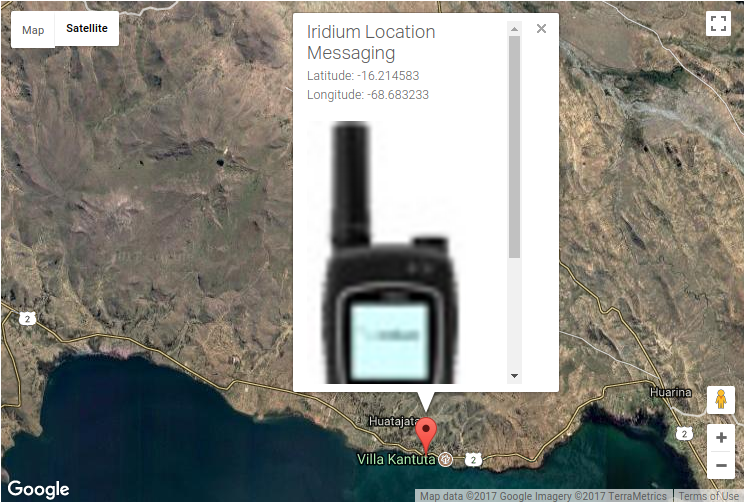 Map
Satellite
Iridium Location
Messaging
Latitude: -16.214583
Longitude: -68.683233
2
Huarina
Huatajata
2
Villa Kantuta
2
Google
Map data ©2017 Google Imagery ©2017 TerraMetrics
Terms of Use